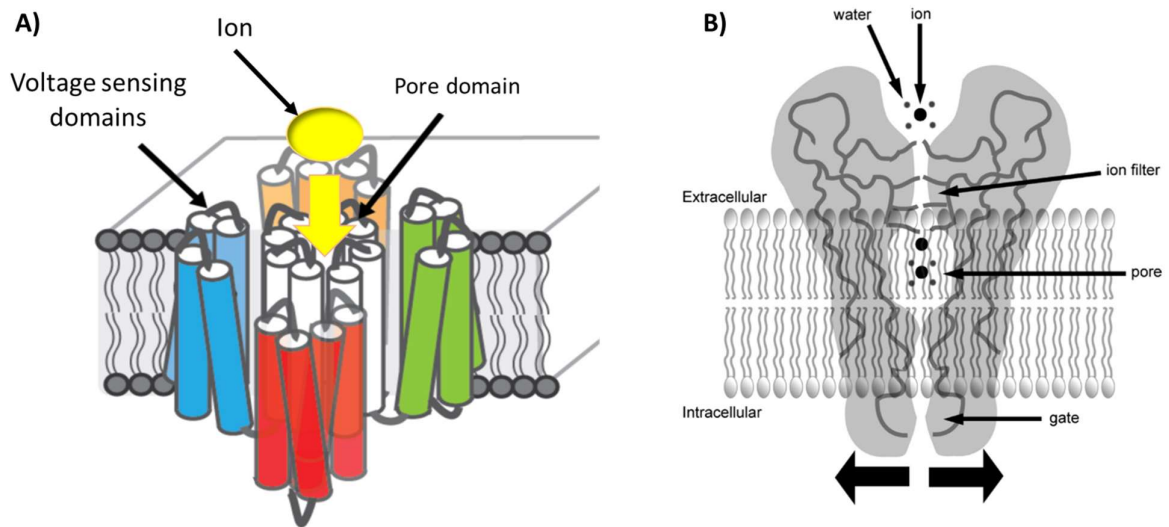 A)
Ion
Voltage sensing
domains
Pore domain
B)
water
ion
ion filter
Extracellular
pore
Intracellular
gate